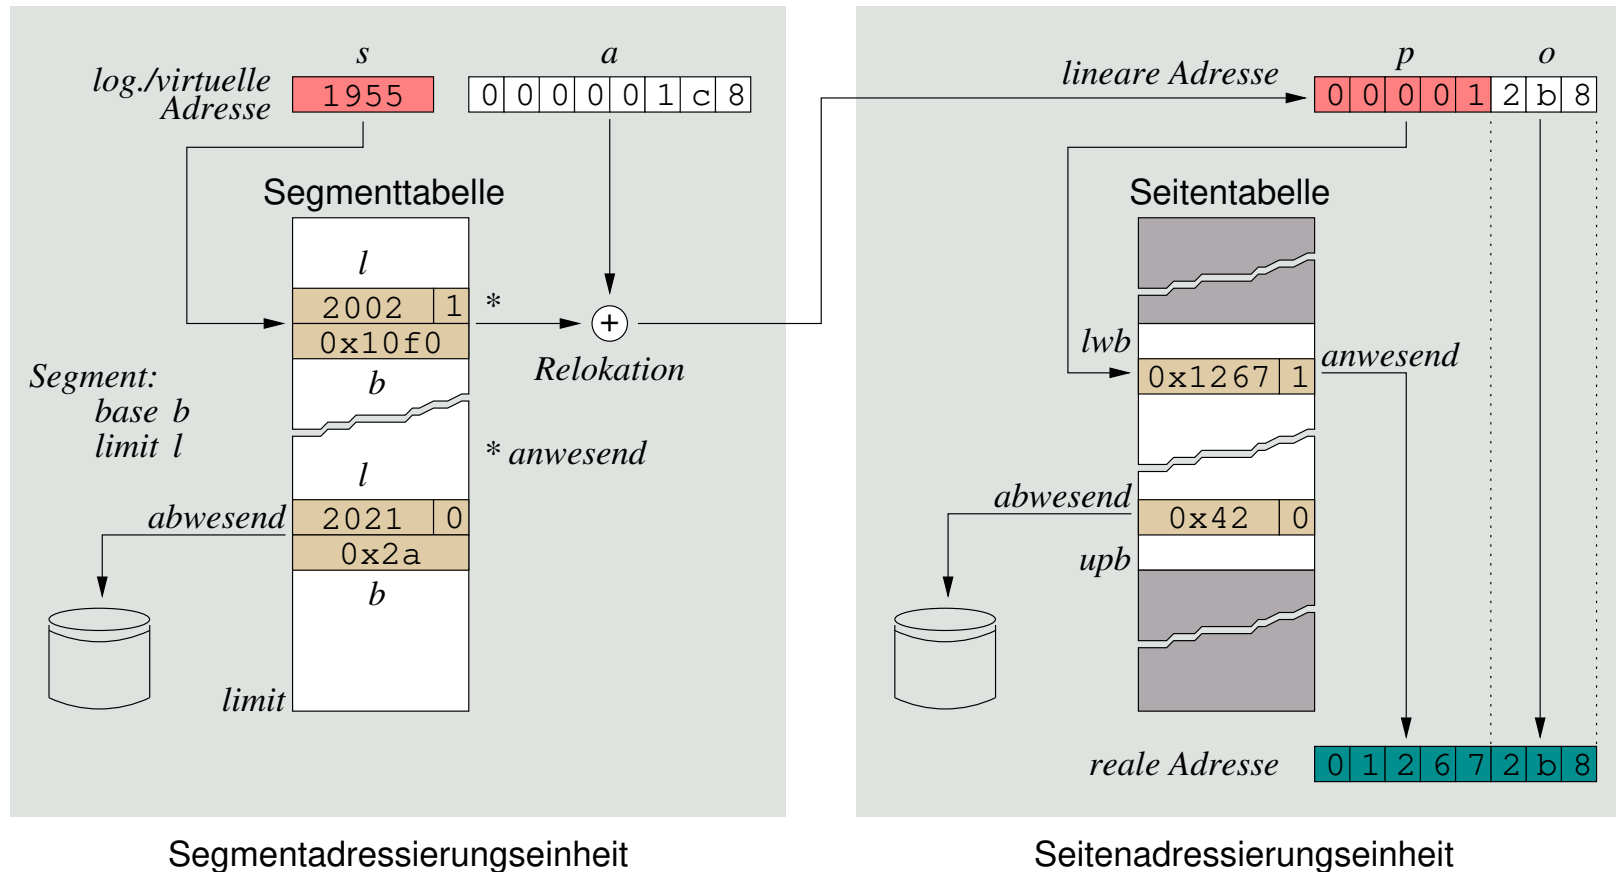 s
a
log./virtuelle
Adresse
1955
0 0 0 0 0 1 c 8
Segmenttabelle
l
2002 1 *
0x10f0
b
+
Relokation
Segment:
base b
limit l
* anwesend
l
abwesend
2021 0
0x2a
b
limit
Segmentadressierungseinheit
p
o
lineare Adresse
0 0 0 0 1 2 b 8
Seitentabelle
lwb
0x1267 1
anwesend
abwesend
0x42 0
upb
reale Adresse
0 1 2 6 7 2 b 8
Seitenadressierungseinheit